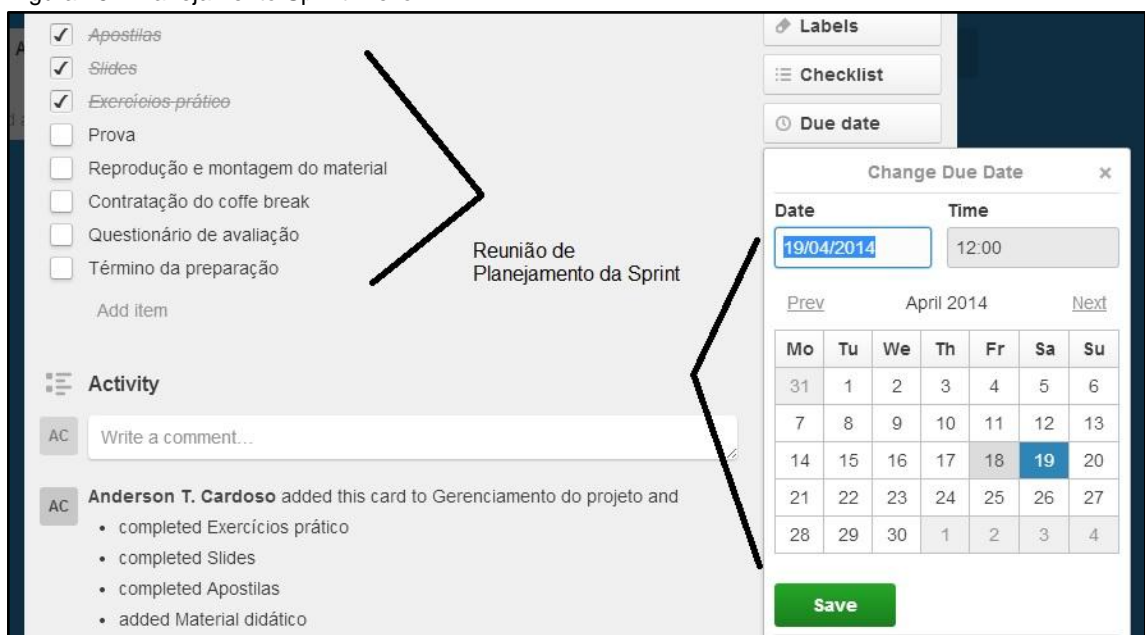 Apostilas
Slides
Exercícios prático
Prova
Reprodução e montagem do material
Contratação do coffe break
Questionário de avaliação
Término da preparação
Add item
Reunião de
Planejamento da Sprint
Activity
AC
Write a comment...
AC
Anderson T. Cardoso added this card to Gerenciamento do projeto and
• completed Exercícios prático
• completed Slides
• completed Apostilas
• added Material didático
Labels
Checklist
Due date
Change Due Date ×
Date Time
19/04/2014 12:00
Prev April 2014 Next
Mo Tu We Th Fr Sa Su
31 1 2 3 4 5 6
7 8 9 10 11 12 13
14 15 16 17 18 19 20
21 22 23 24 25 26 27
28 29 30 1 2 3 4
Save